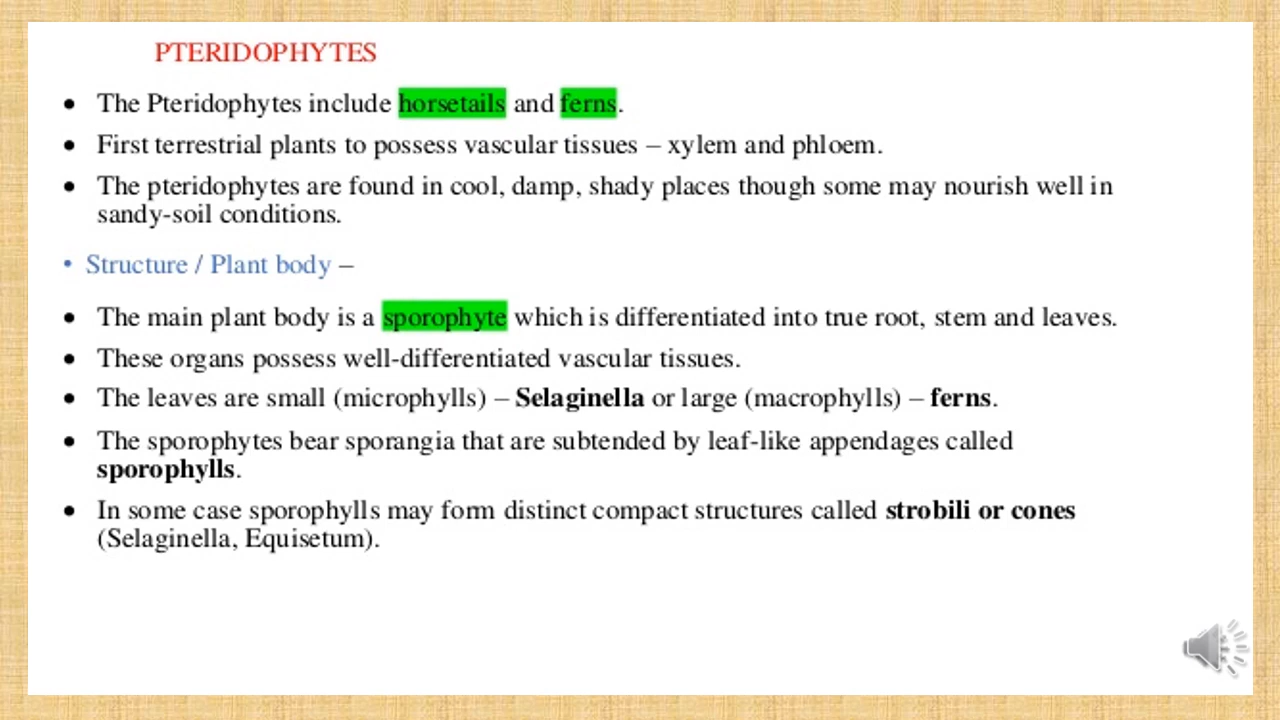 PTERIDOPHYTES
• The Pteridophytes include horsetails and ferns.
• First terrestrial plants to possess vascular tissues – xylem and phloem.
• The pteridophytes are found in cool, damp, shady places though some may nourish well in
sandy-soil conditions.
• Structure / Plant body –
• The main plant body is a sporophyte which is differentiated into true root, stem and leaves.
• These organs possess well-differentiated vascular tissues.
• The leaves are small (microphylls) – Selaginella or large (macrophylls) – ferns.
• The sporophytes bear sporangia that are subtended by leaf-like appendages called
sporophylls.
• In some case sporophylls may form distinct compact structures called strobili or cones
(Selaginella, Equisetum).